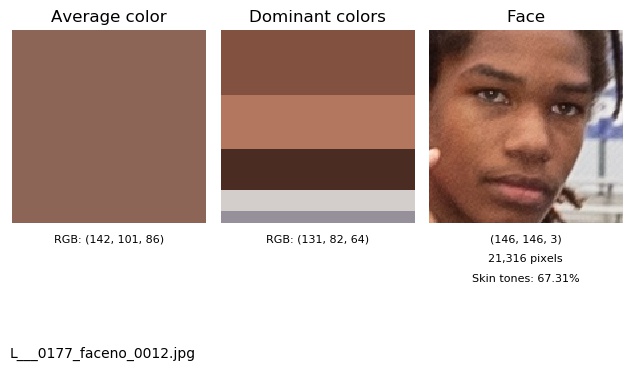 Average color
Dominant colors
Face
RGB: (142, 101, 86)
RGB: (131, 82, 64)
(146, 146, 3)
21,316 pixels
Skin tones: 67.31%
L___0177_faceno_0012.jpg